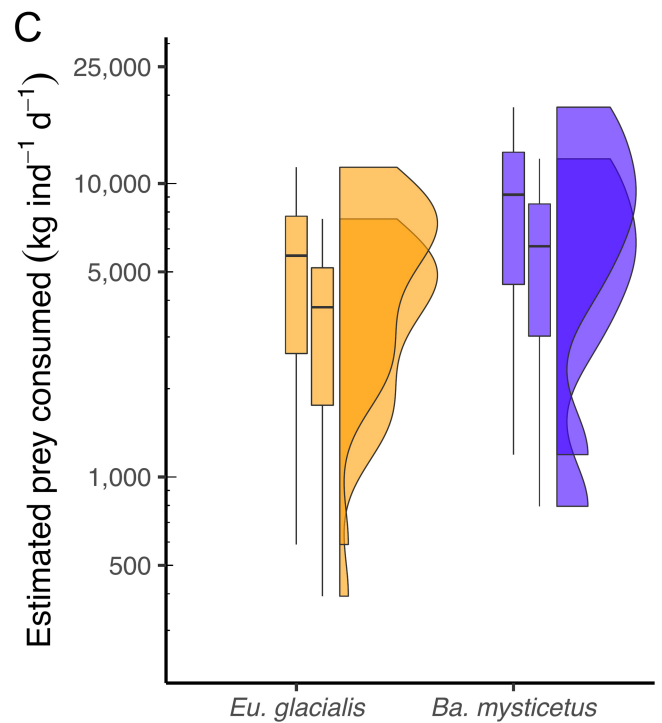 C
Estimated prey consumed (kg ind⁻¹ d⁻¹)
25,000
10,000
5,000
1,000
500
Eu. glacialis
Ba. mysticetus